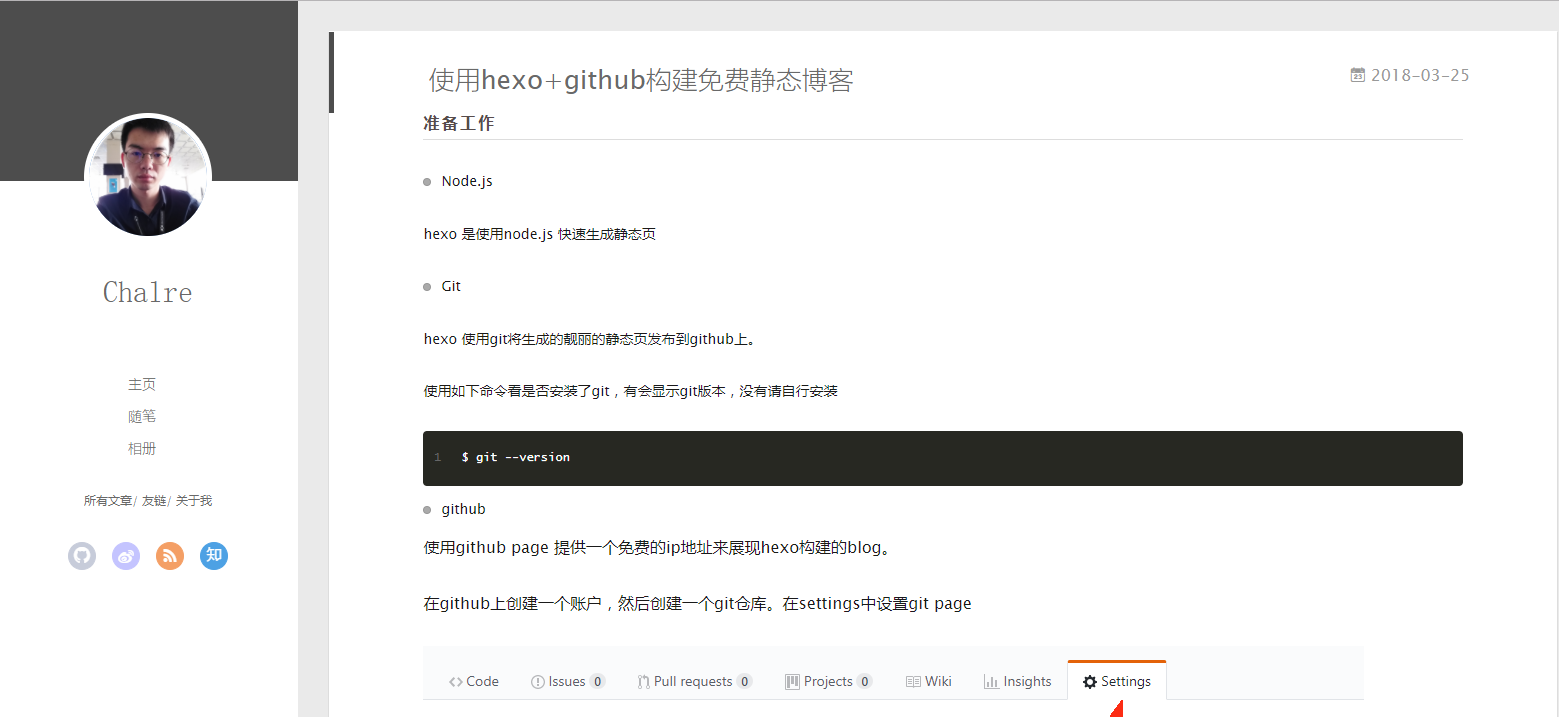 使用hexo+github构建免费静态博客
23 2018-03-25
准备工作
Node.js
hexo 是使用node.js 快速生成静态页
Git
hexo 使用git将生成的靓丽的静态页发布到github上。
使用如下命令看是否安装了git，有会显示git版本，没有请自行安装
1 $ git --version
github
使用github page 提供一个免费的ip地址来展现hexo构建的blog。
在github上创建一个账户，然后创建一个git仓库。在settings中设置git page
Code Issues 0 Pull requests 0 Projects 0 Wiki Insights Settings
Chalre
主页
随笔
相册
所有文章/ 友链/ 关于我
知